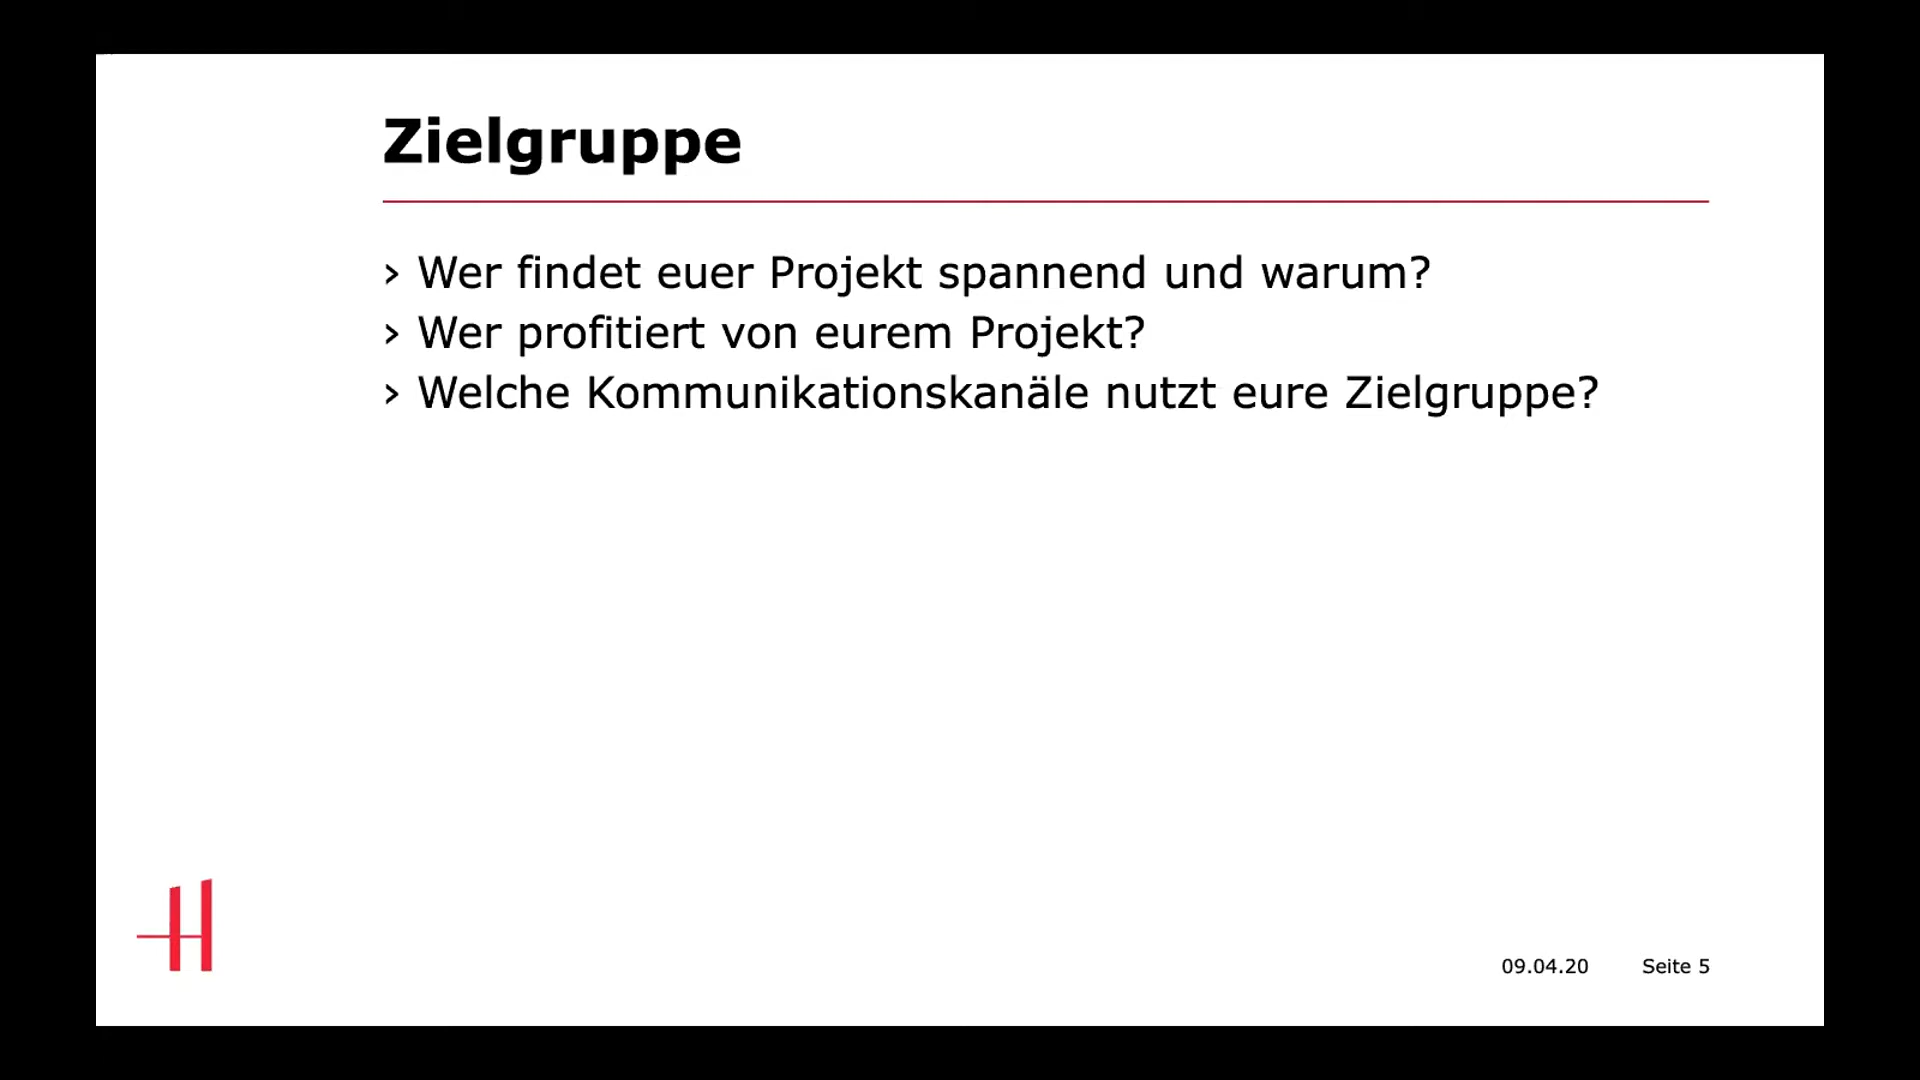 Zielgruppe
› Wer findet euer Projekt spannend und warum?
› Wer profitiert von eurem Projekt?
› Welche Kommunikationskanäle nutzt eure Zielgruppe?
H
09.04.20 Seite 5